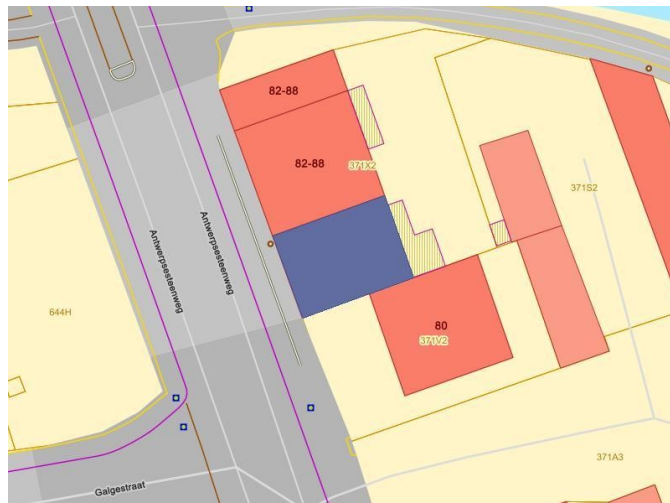 82-88
82-88
371X2
371S2
Antwerpsesteenweg
Antwerpsesteenweg
644H
80
371V2
371A3
Galgestraat